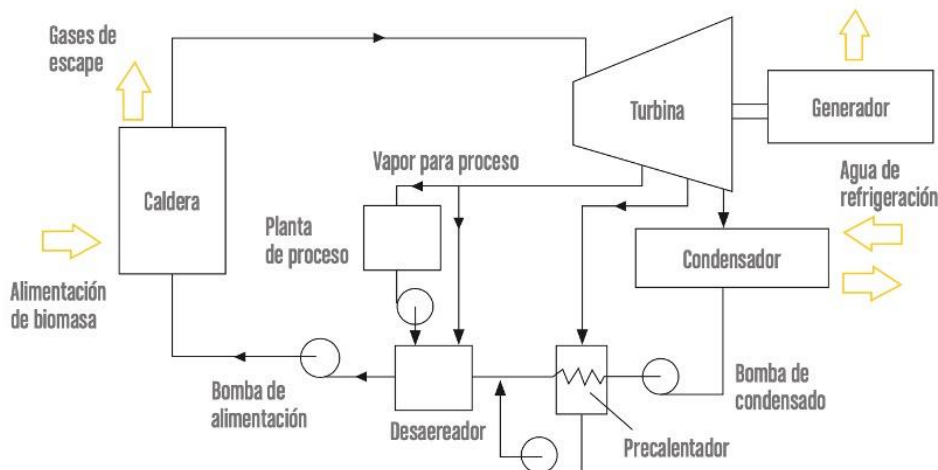 Gases de
escape
Turbina
Generador
Vapor para proceso
Agua de
refrigeración
Caldera
Planta
de proceso
Condensador
Alimentación
de biomasa
Bomba de
alimentación
Bomba de
condensado
Desaereador
Precalentador